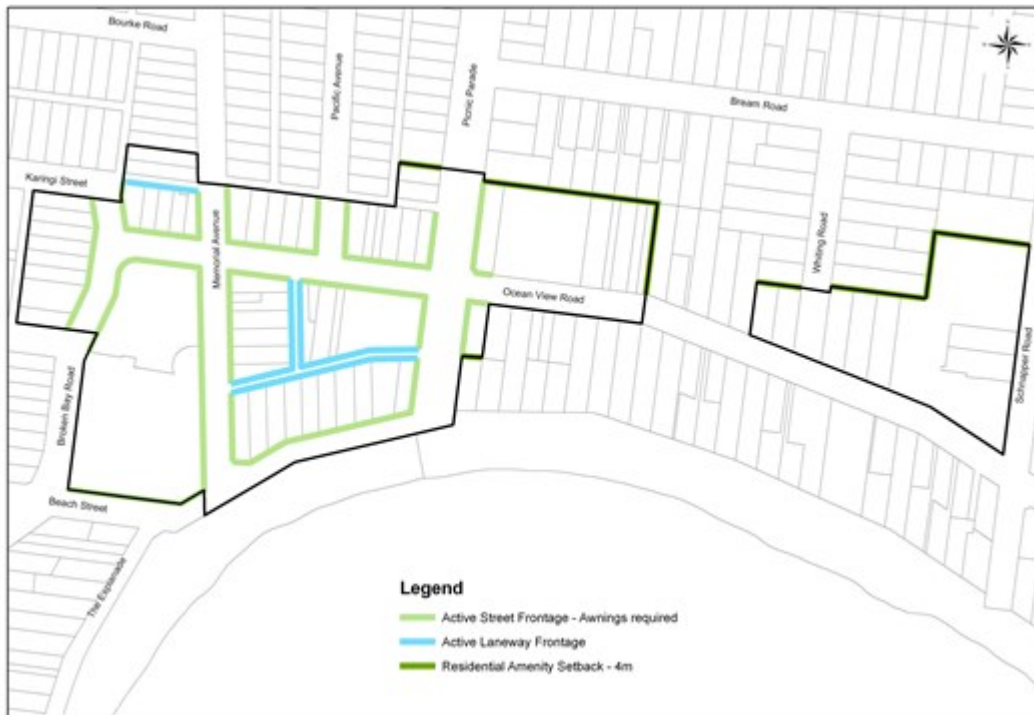 Bourke Road
Pacific Avenue
Picnic Parade
Bream Road
Karingi Street
Memorial Avenue
Whiting Road
Ocean View Road
Schnapper Road
Broken Bay Road
Beach Street
The Esplanade
Legend
Active Street Frontage - Awnings required
Active Laneway Frontage
Residential Amenity Setback - 4m